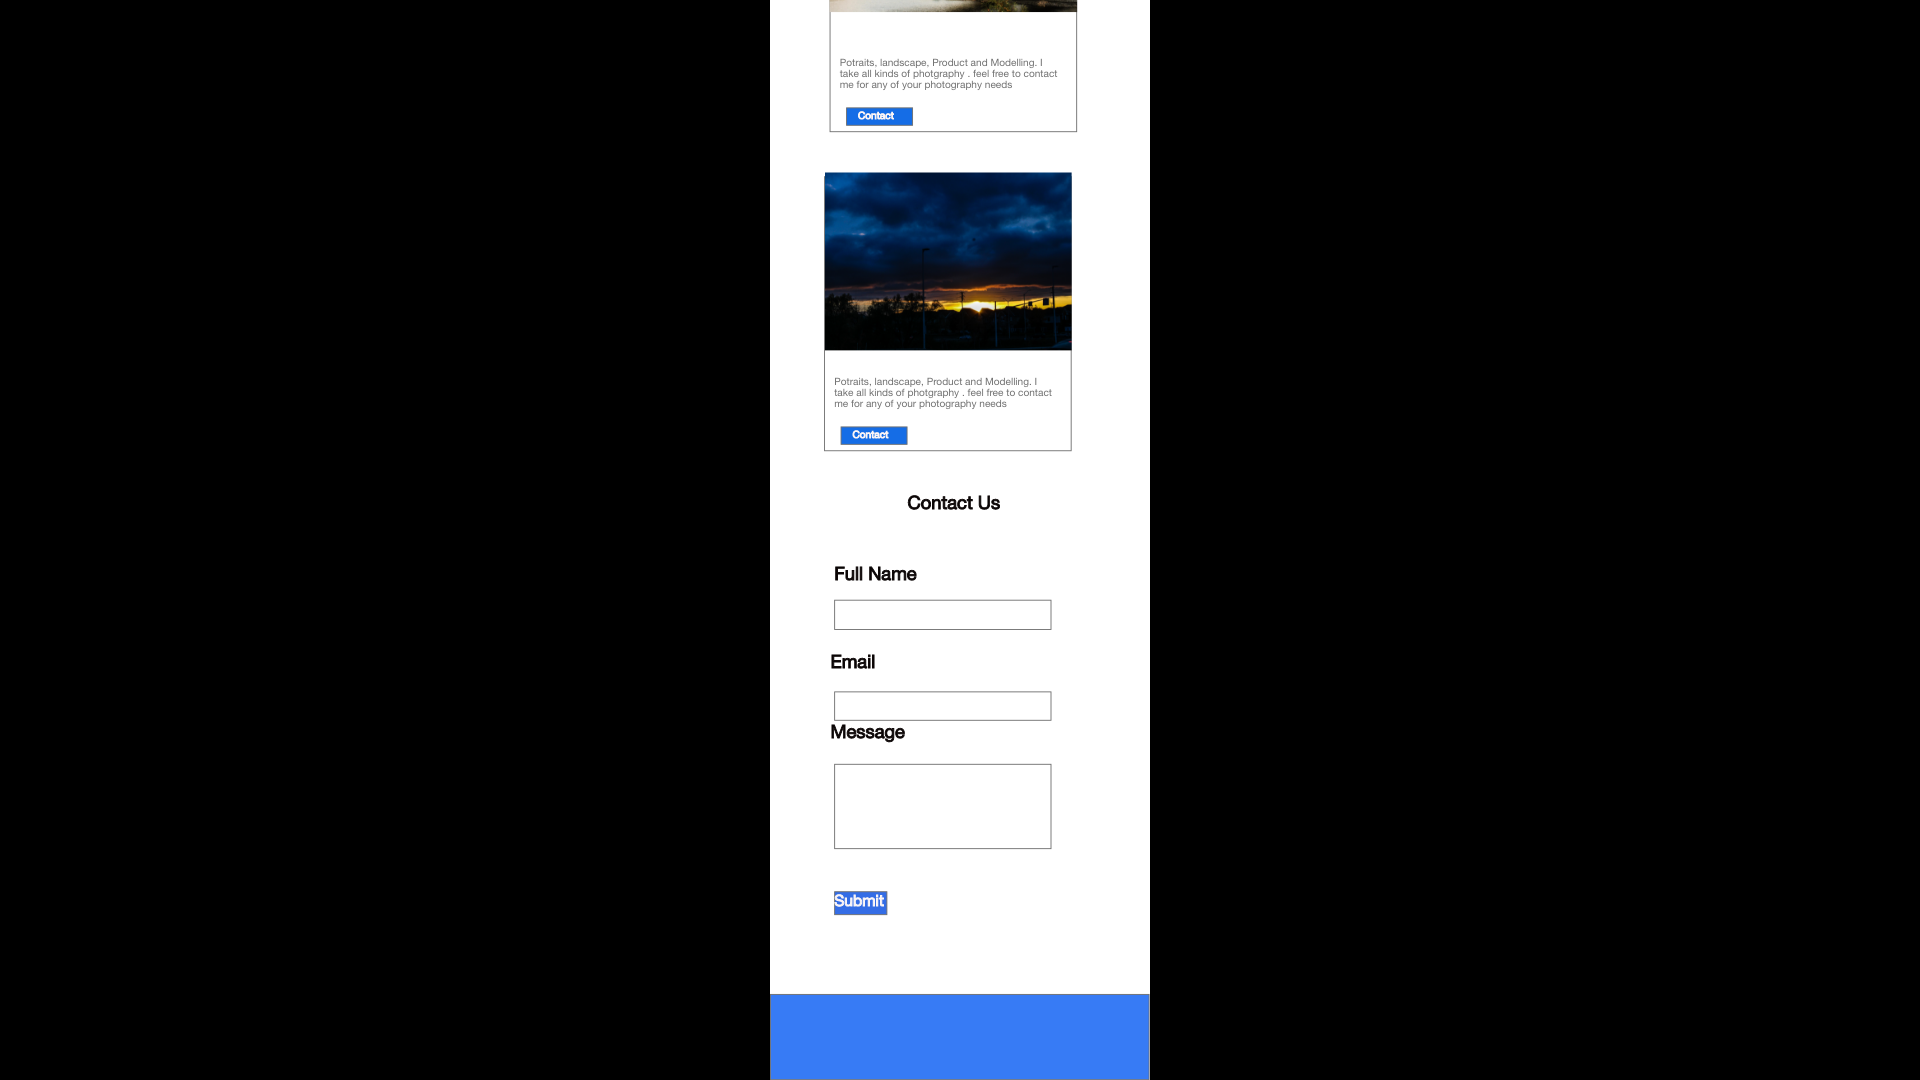 Potraits, landscape, Product and Modelling. I
take all kinds of photgraphy . feel free to contact
me for any of your photography needs
Contact
Potraits, landscape, Product and Modelling. I
take all kinds of photgraphy . feel free to contact
me for any of your photography needs
Contact
Contact Us
Full Name
Email
Message
Submit